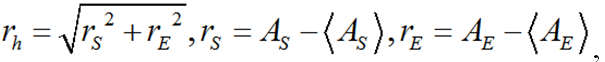 r_h = √(r_S² + r_E²), r_S = A_S − ⟨A_S⟩, r_E = A_E − ⟨A_E⟩,